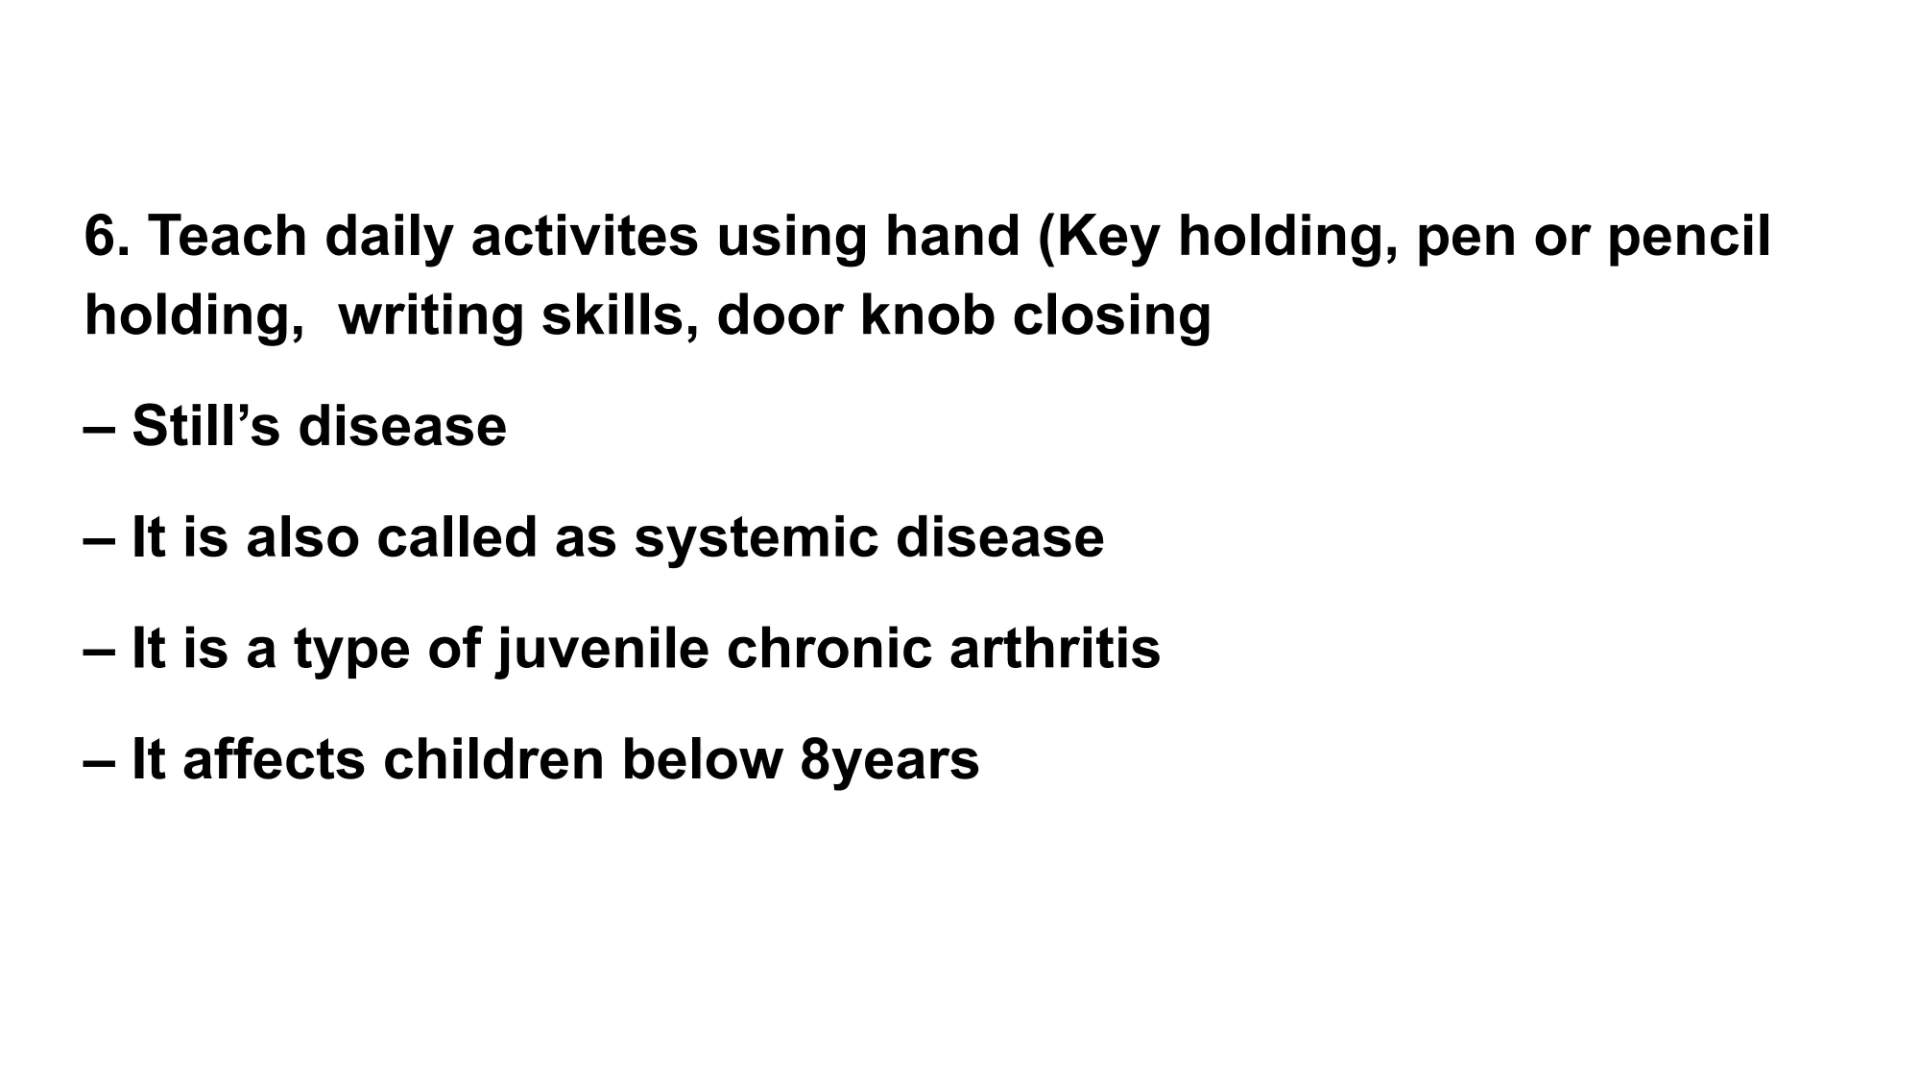 6. Teach daily activites using hand (Key holding, pen or pencil
holding,  writing skills, door knob closing
– Still’s disease
– It is also called as systemic disease
– It is a type of juvenile chronic arthritis
– It affects children below 8years